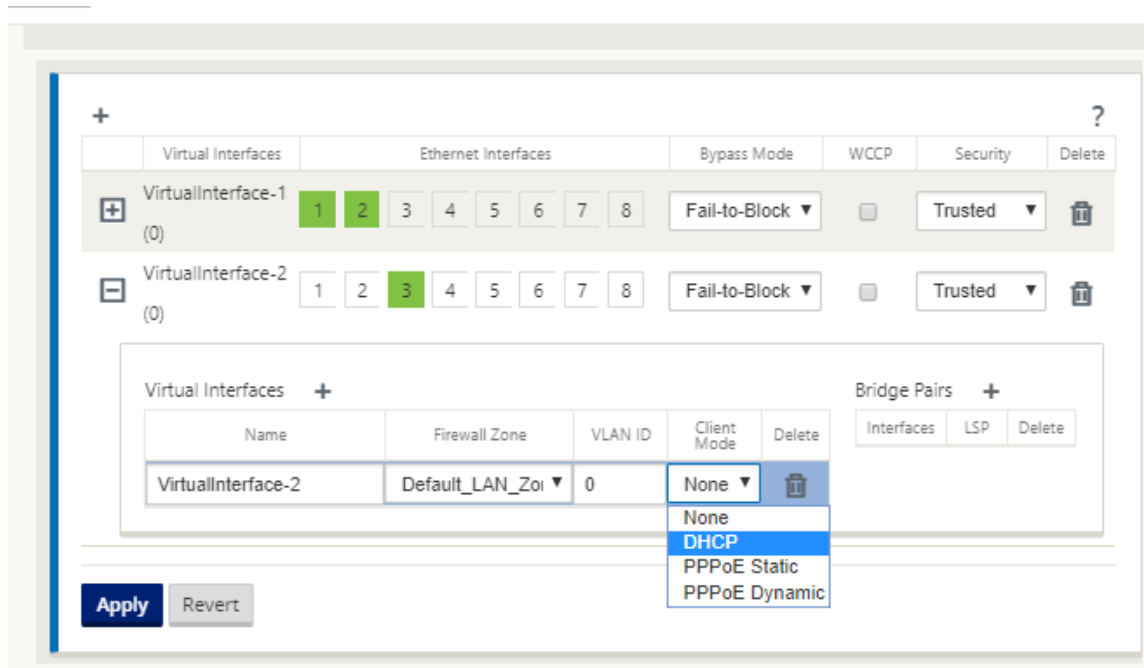 + ?
Virtual Interfaces Ethernet Interfaces Bypass Mode WCCP Security Delete
VirtualInterface-1
(0)
1 2 3 4 5 6 7 8 Fail-to-Block ▼ Trusted ▼
VirtualInterface-2
(0)
1 2 3 4 5 6 7 8 Fail-to-Block ▼ Trusted ▼
Virtual Interfaces + Bridge Pairs +
Name Firewall Zone VLAN ID Client Mode Delete Interfaces LSP Delete
VirtualInterface-2 Default_LAN_Zoı ▼ 0 None ▼
None
DHCP
PPPoE Static
PPPoE Dynamic
Apply Revert